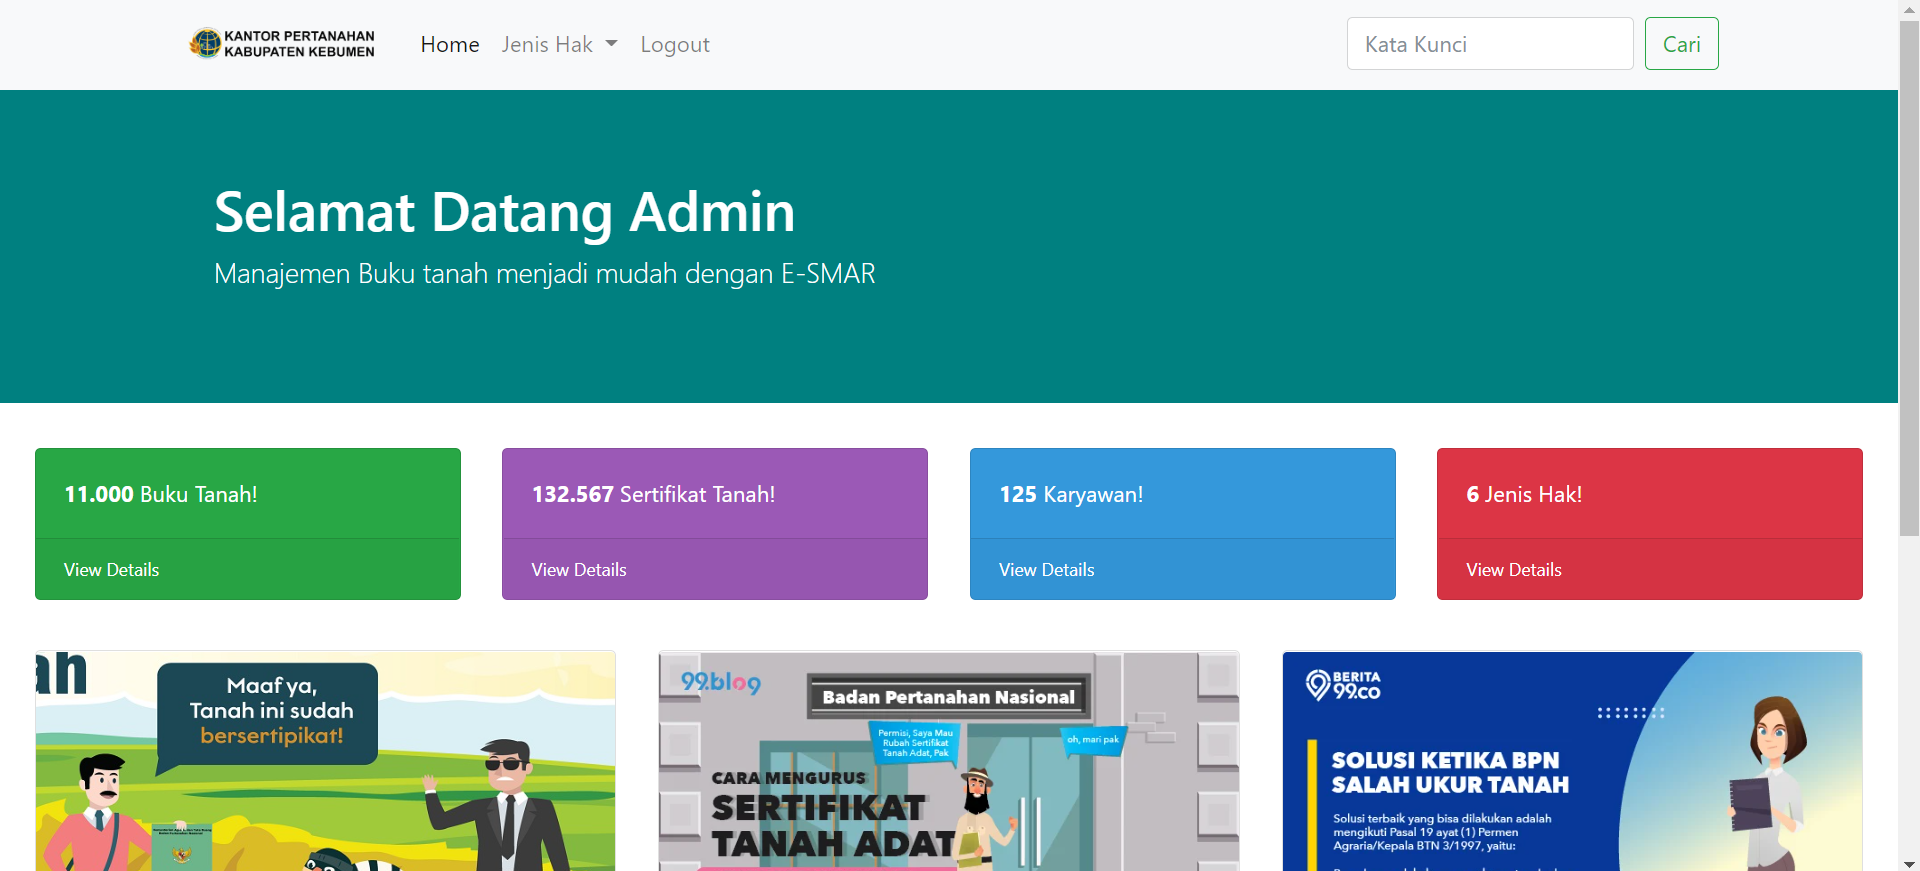 KANTOR PERTANAHAN
KABUPATEN KEBUMEN
Home
Jenis Hak
Logout
Kata Kunci
Cari
Selamat Datang Admin
Manajemen Buku tanah menjadi mudah dengan E-SMAR
11.000 Buku Tanah!
132.567 Sertifikat Tanah!
125 Karyawan!
6 Jenis Hak!
View Details
View Details
View Details
View Details
an
Maaf ya,
Tanah ini sudah
bersertipikat!
99.blog
Badan Pertanahan Nasional
Permisi, Saya Mau
Rubah Sertifikat
Tanah Adat, Pak
oh, mari pak
CARA MENGURUS
SERTIFIKAT
TANAH ADAT
BERITA
99.CO
SOLUSI KETIKA BPN
SALAH UKUR TANAH
Solusi terbaik yang bisa dilakukan adalah
mengikuti Pasal 19 ayat (1) Permen
Agraria/Kepala BTN 3/1997, yaitu: